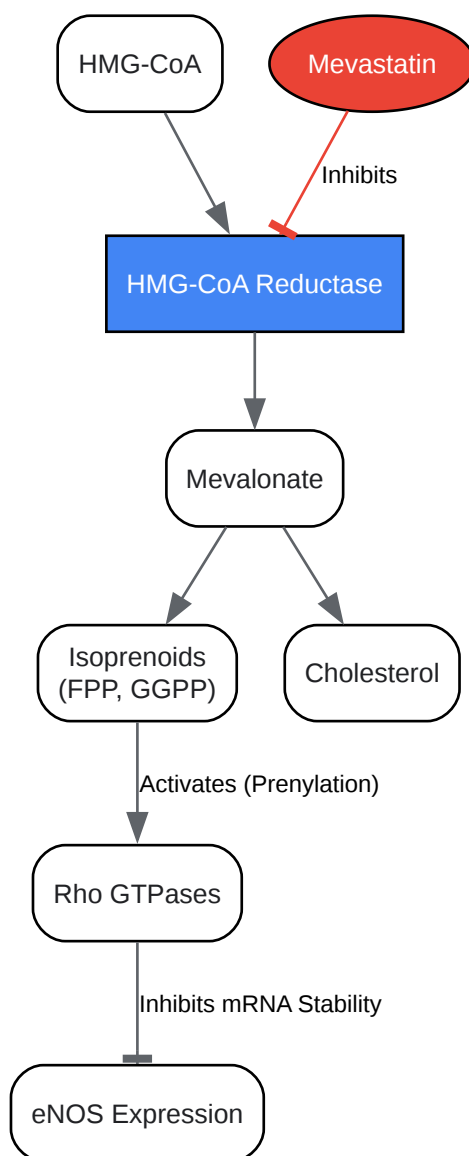 HMG-CoA
Mevastatin
Inhibits
HMG-CoA Reductase
Mevalonate
Isoprenoids
(FPP, GGPP)
Cholesterol
Activates (Prenylation)
Rho GTPases
Inhibits mRNA Stability
eNOS Expression